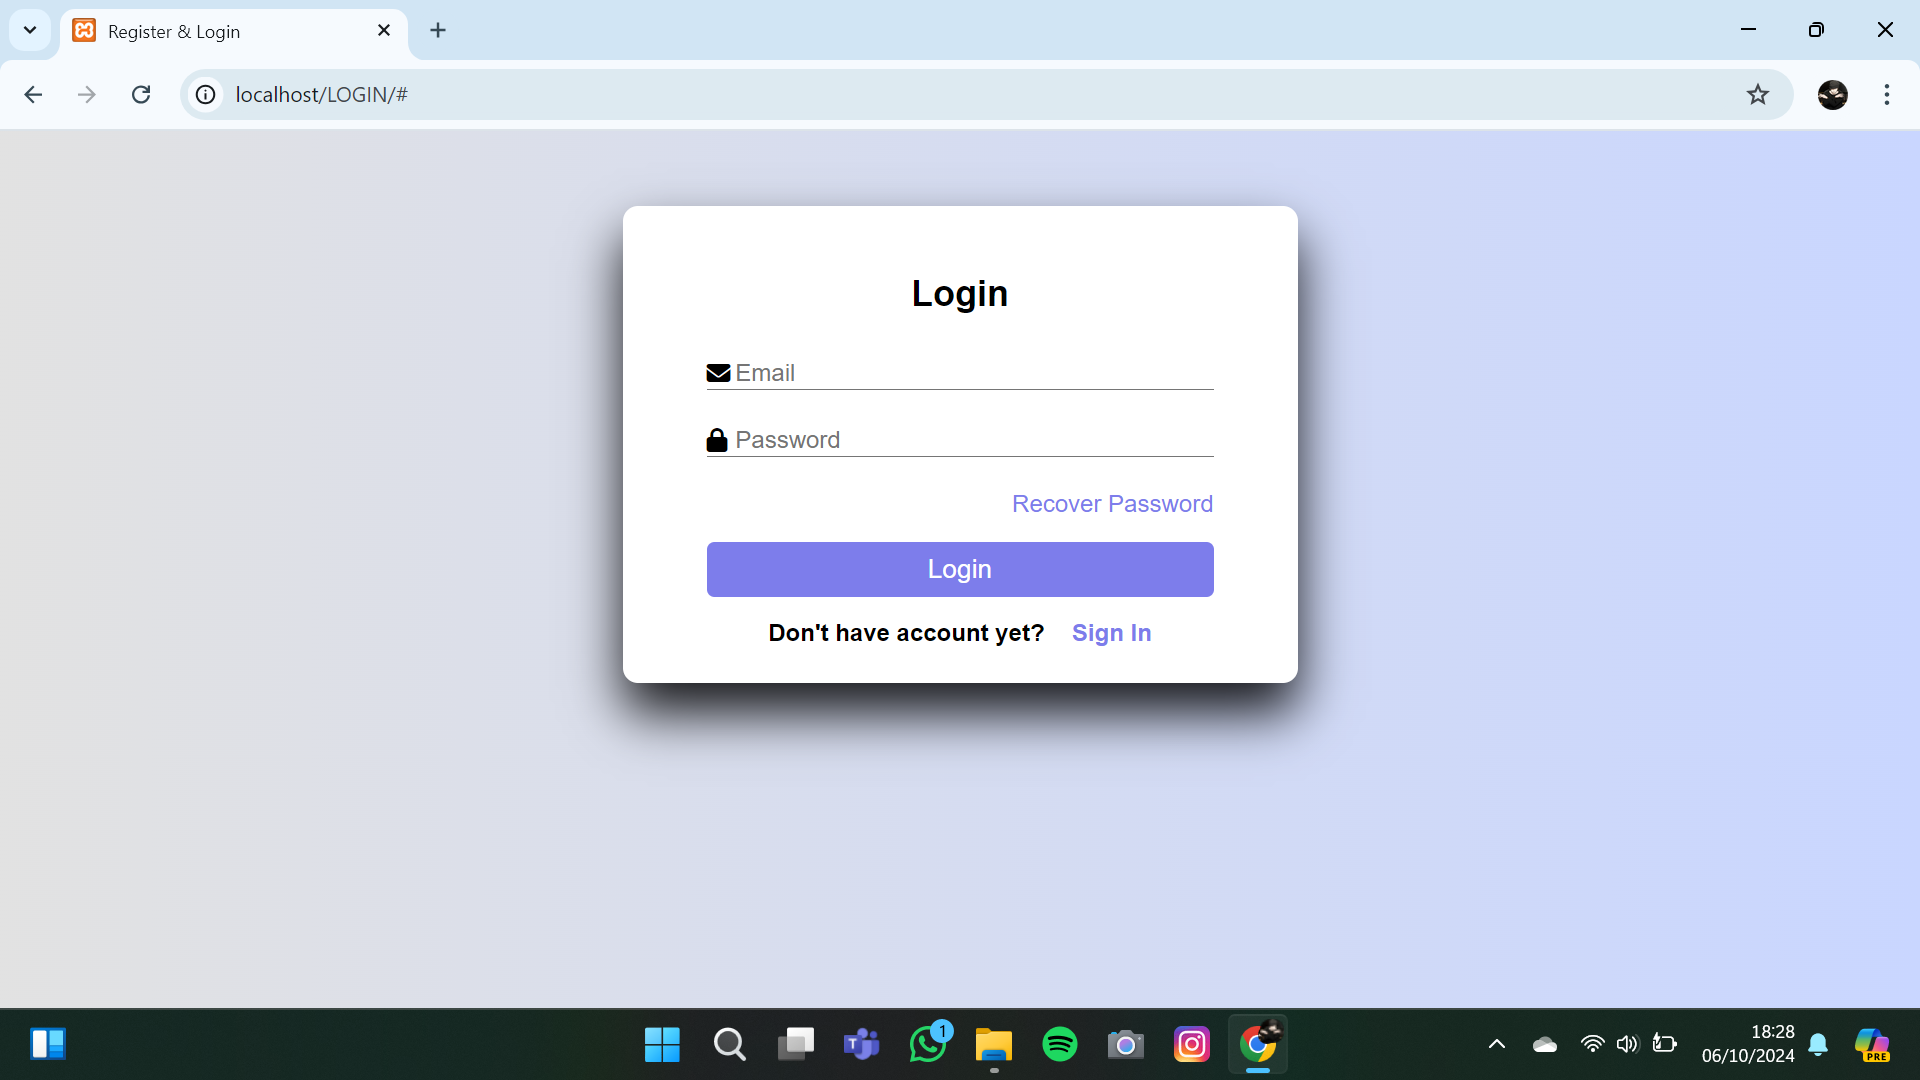 Register & Login
localhost/LOGIN/#
Login
Email
Password
Recover Password
Login
Don't have account yet? Sign In
T
1
18:28
06/10/2024
PRE